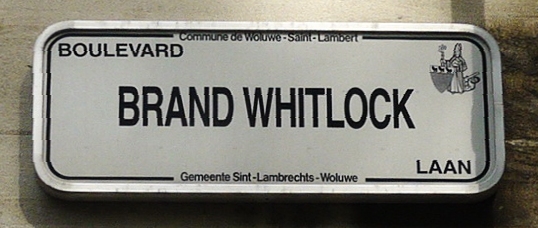 Commune de Woluwe-Saint-Lambert
BOULEVARD
BRAND WHITLOCK
LAAN
Gemeente Sint-Lambrechts-Woluwe